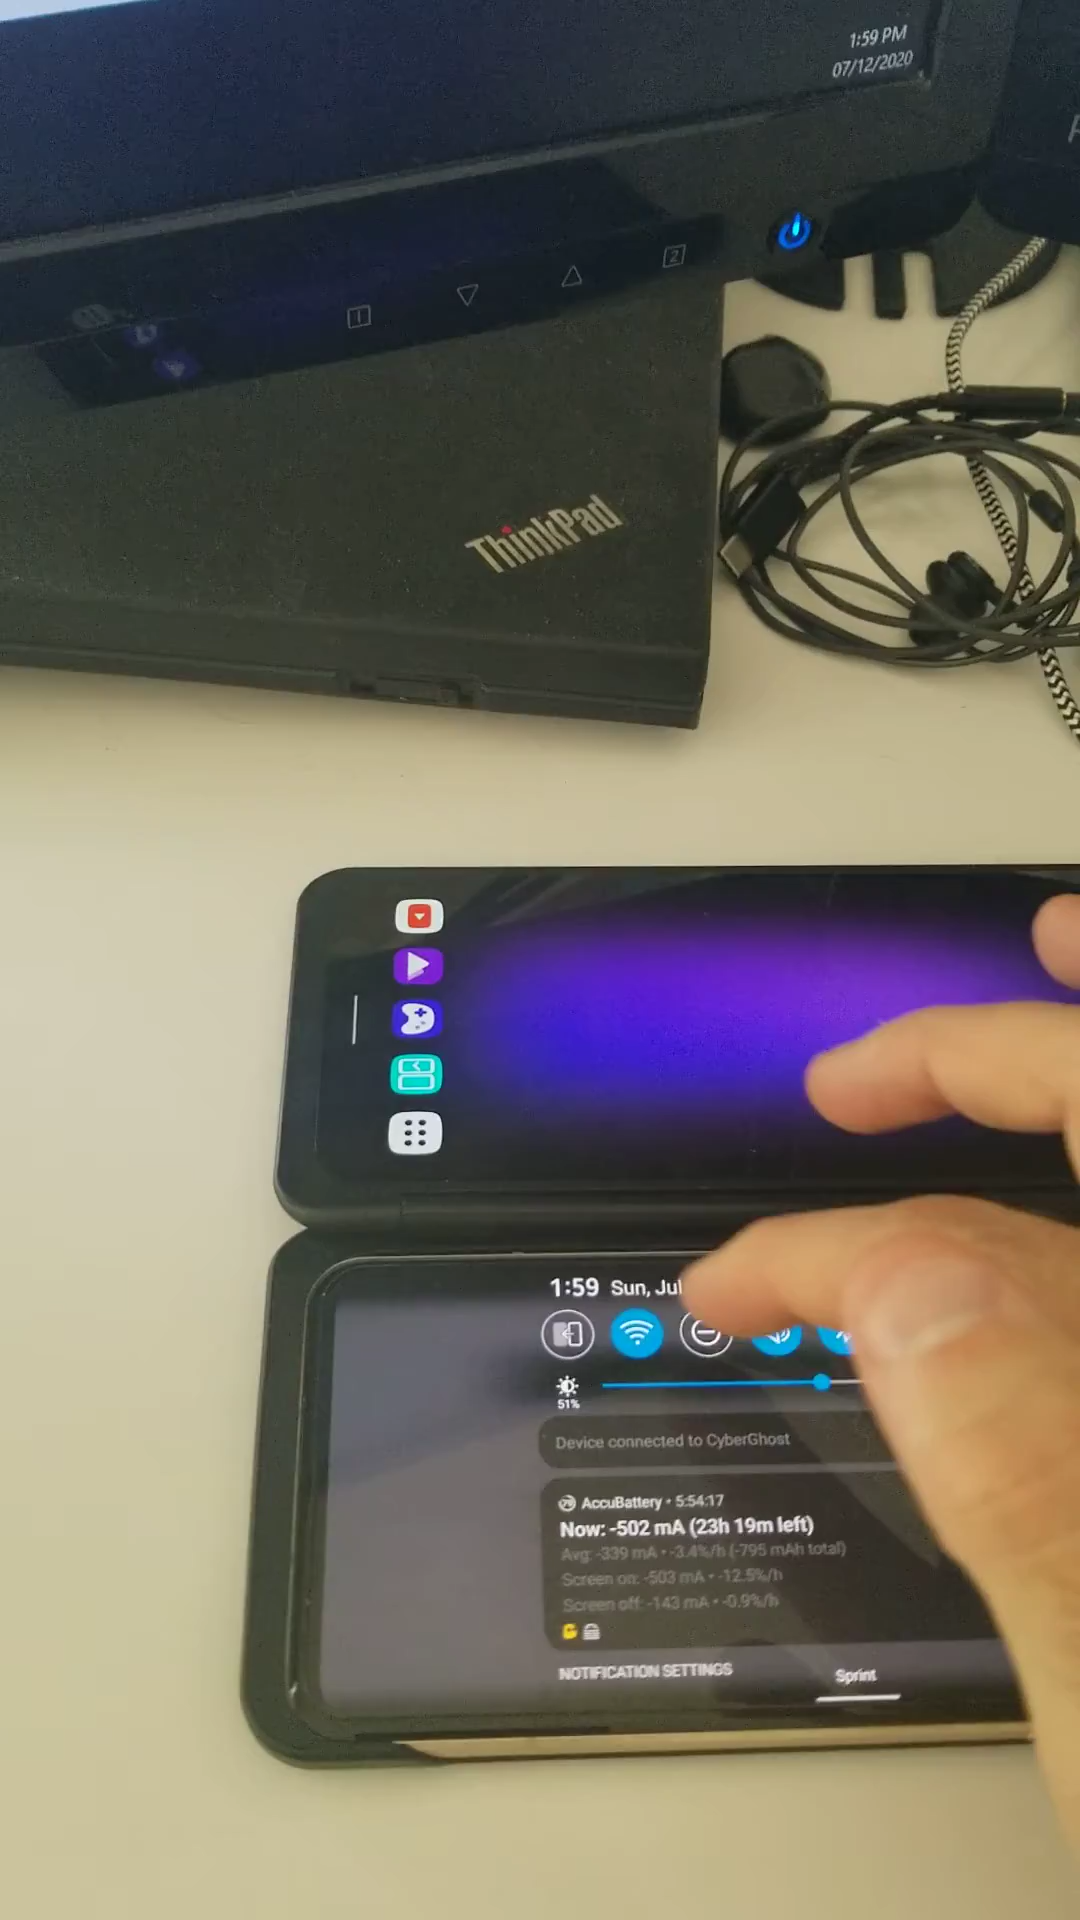 1:59 PM
07/12/2020
1
2
ThinkPad
1:59 Sun, Jul
51%
Device connected to CyberGhost
AccuBattery • 5:54:17
Now: -502 mA (23h 19m left)
Avg: -339 mA • -3.4%/h (-795 mAh total)
Screen on: -503 mA • -12.5%/h
Screen off: -143 mA • -0.9%/h
NOTIFICATION SETTINGS
Sprint